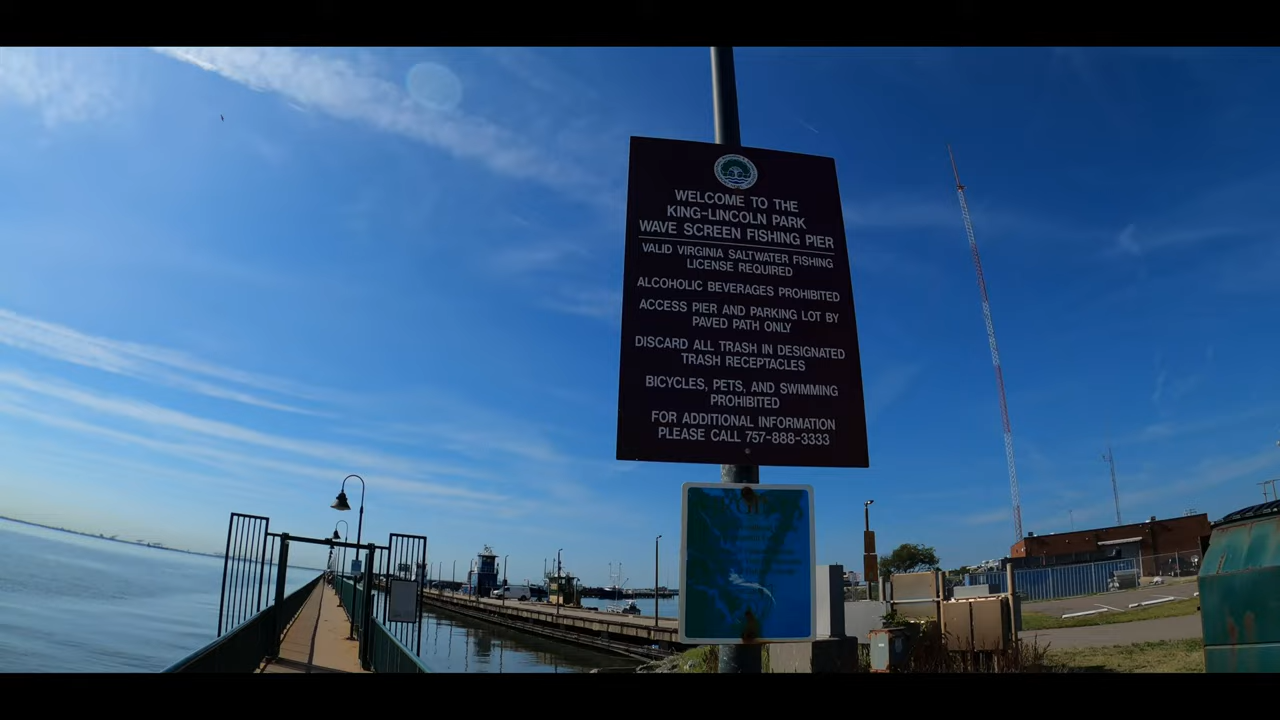 WELCOME TO THE
KING-LINCOLN PARK
WAVE SCREEN FISHING PIER
VALID VIRGINIA SALTWATER FISHING
LICENSE REQUIRED
ALCOHOLIC BEVERAGES PROHIBITED
ACCESS PIER AND PARKING LOT BY
PAVED PATH ONLY
DISCARD ALL TRASH IN DESIGNATED
TRASH RECEPTACLES
BICYCLES, PETS, AND SWIMMING
PROHIBITED
FOR ADDITIONAL INFORMATION
PLEASE CALL 757-888-3333